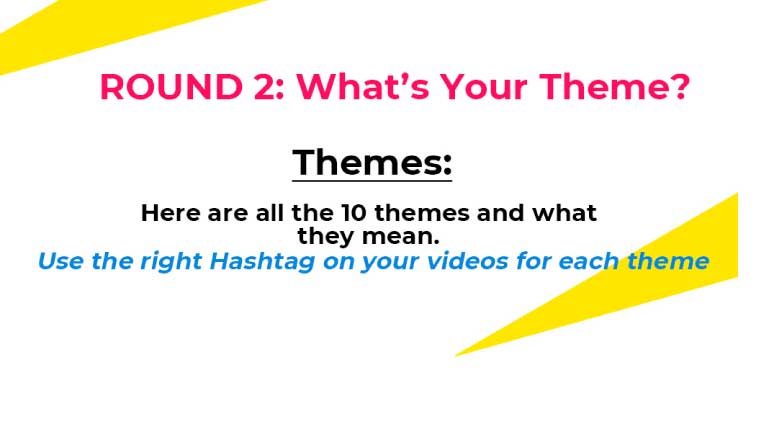 ROUND 2: What’s Your Theme?
Themes:
Here are all the 10 themes and what
they mean.
Use the right Hashtag on your videos for each theme